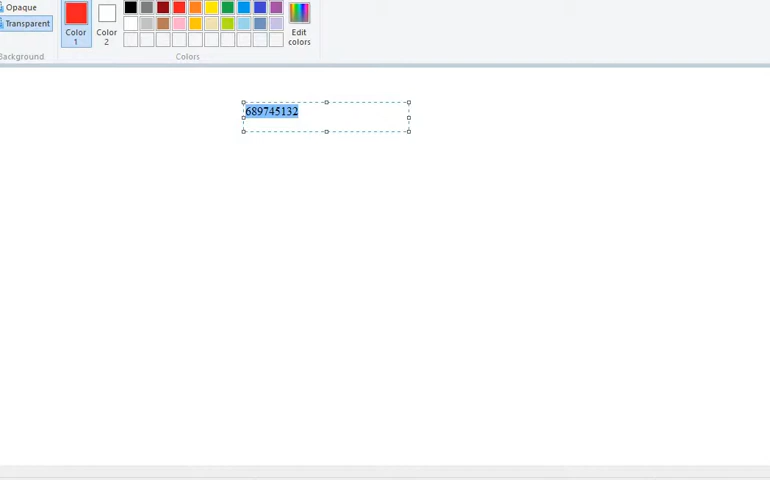 Opaque
Transparent
Background
Color
1
Color
2
Edit
colors
Colors
689745132